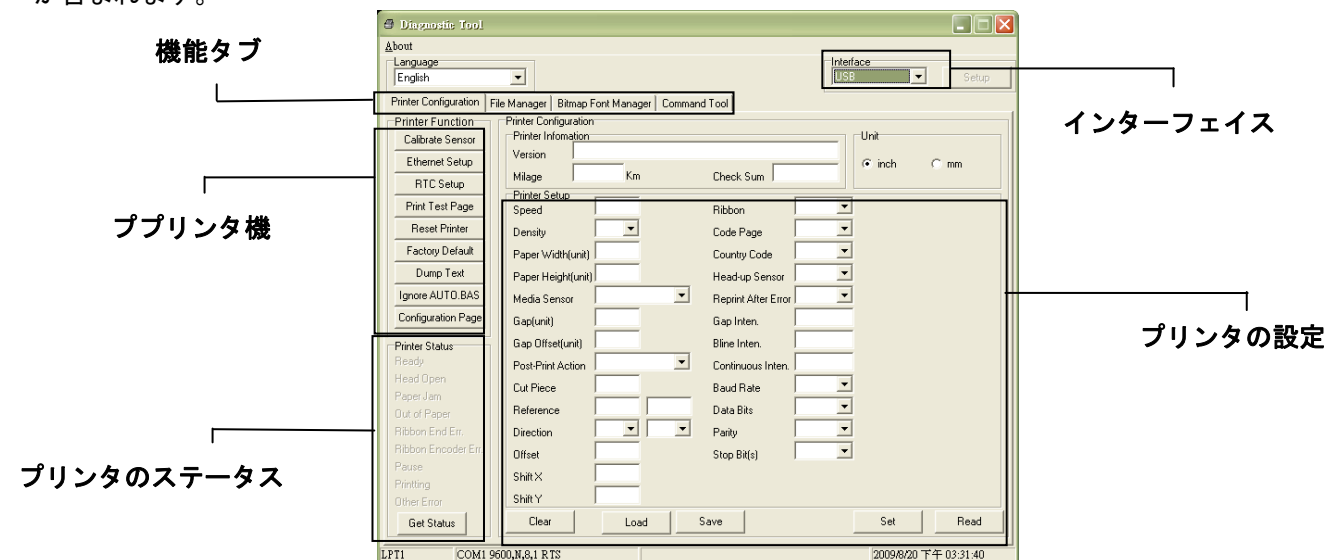 が含まれます。
機能タブ
ププリンタ機
プリンタのステータス
Diagnostic Tool
About
Language
English
Interface
USB
Setup
Printer Configuration File Manager Bitmap Font Manager Command Tool
Printer Function
Calibrate Sensor
Ethernet Setup
RTC Setup
Print Test Page
Reset Printer
Factory Default
Dump Text
Ignore AUTO.BAS
Configuration Page
Printer Status
Ready
Head Open
Paper Jam
Out of Paper
Ribbon End Err.
Ribbon Encoder Err.
Pause
Printting
Other Error
Get Status
Printer Configuration
Printer Infomation
Version
Milage Km Check Sum
Unit
inch mm
Printer Setup
Speed Ribbon
Density Code Page
Paper Width(unit) Country Code
Paper Height(unit) Head-up Sensor
Media Sensor Reprint After Error
Gap(unit) Gap Inten.
Gap Offset(unit) Bline Inten.
Post-Print Action Continuous Inten.
Cut Piece Baud Rate
Reference Data Bits
Direction Parity
Offset Stop Bit(s)
Shift X
Shift Y
Clear Load Save Set Read
LPT1 COM1 9600,N,8,1 RTS 2009/8/20 下午 03:31:40
インターフェイス
プリンタの設定